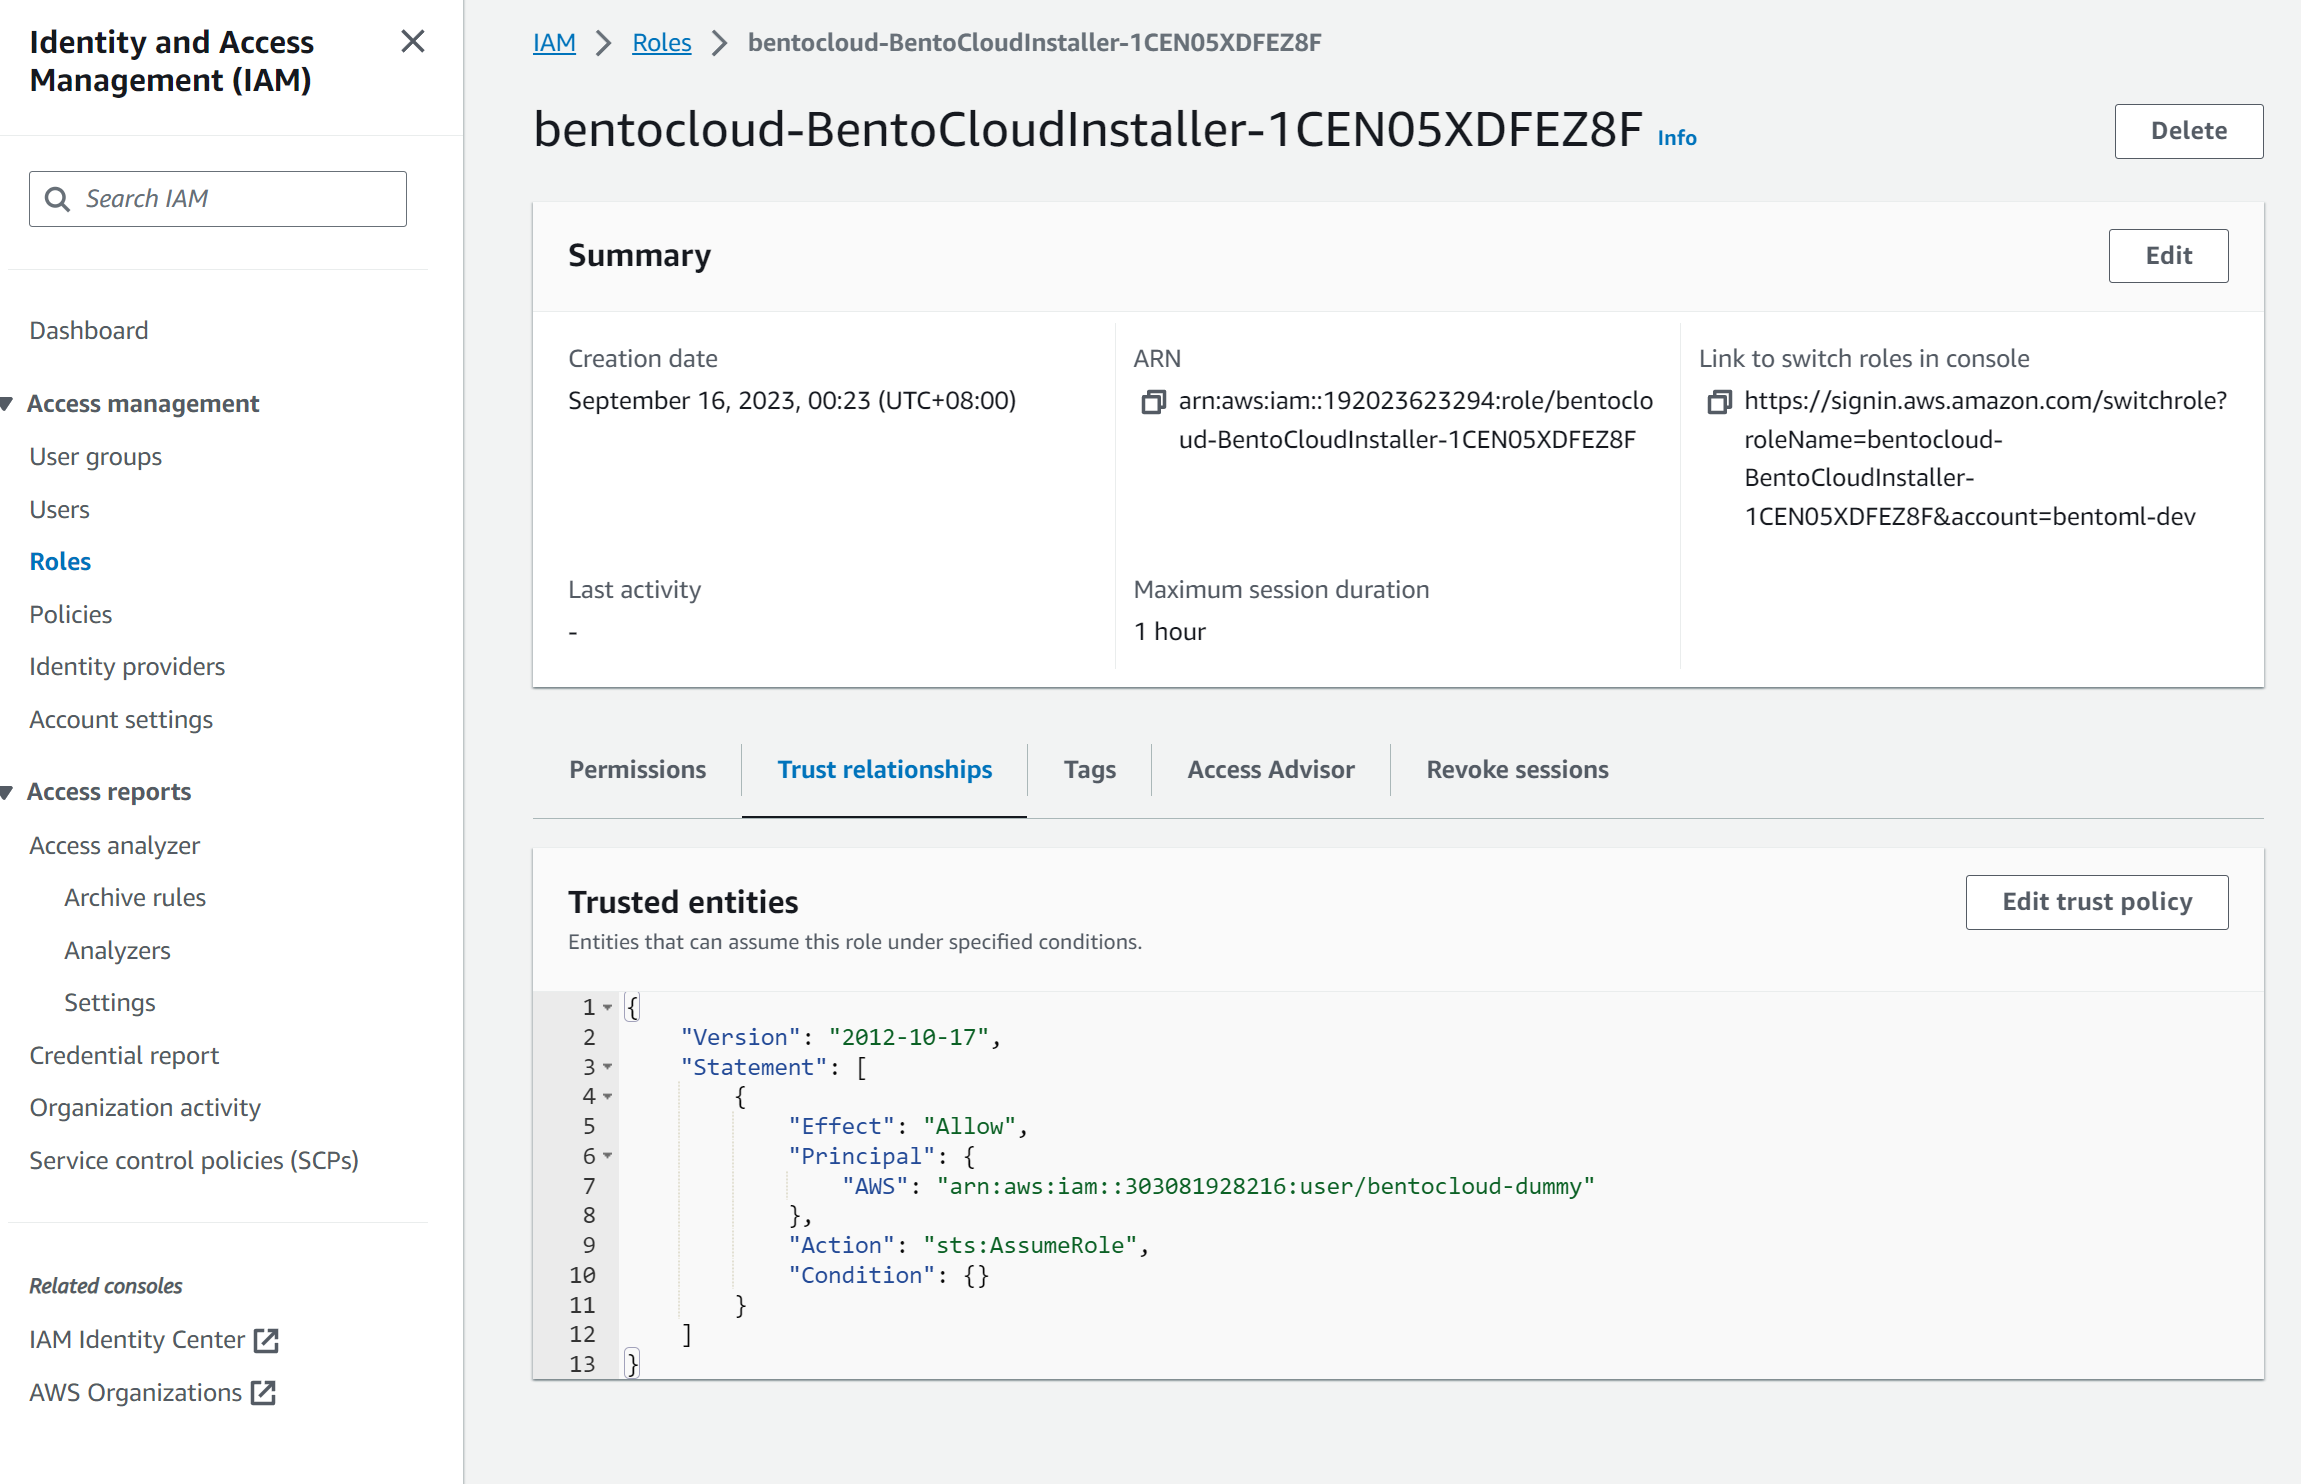 Identity and Access
Management (IAM)
Search IAM
Dashboard
Access management
User groups
Users
Roles
Policies
Identity providers
Account settings
Access reports
Access analyzer
Archive rules
Analyzers
Settings
Credential report
Organization activity
Service control policies (SCPs)
Related consoles
IAM Identity Center
AWS Organizations
IAM > Roles > bentocloud-BentoCloudInstaller-1CEN05XDFEZ8F
bentocloud-BentoCloudInstaller-1CEN05XDFEZ8F Info
Delete
Summary
Edit
Creation date
September 16, 2023, 00:23 (UTC+08:00)
ARN
arn:aws:iam::192023623294:role/bentoclo
ud-BentoCloudInstaller-1CEN05XDFEZ8F
Link to switch roles in console
https://signin.aws.amazon.com/switchrole?
roleName=bentocloud-
BentoCloudInstaller-
1CEN05XDFEZ8F&account=bentoml-dev
Last activity
-
Maximum session duration
1 hour
Permissions
Trust relationships
Tags
Access Advisor
Revoke sessions
Trusted entities
Entities that can assume this role under specified conditions.
Edit trust policy
1 {
2 "Version": "2012-10-17",
3 "Statement": [
4 {
5 "Effect": "Allow",
6 "Principal": {
7 "AWS": "arn:aws:iam::303081928216:user/bentocloud-dummy"
8 },
9 "Action": "sts:AssumeRole",
10 "Condition": {}
11 }
12 ]
13 }